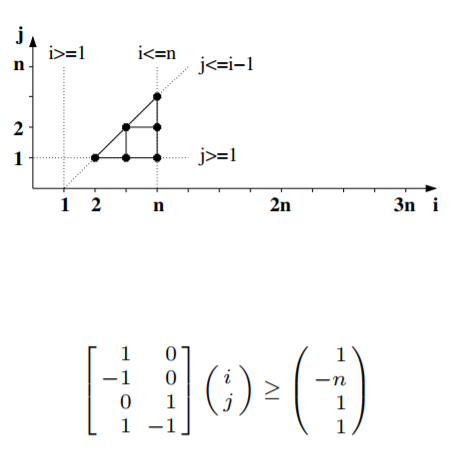 j
i>=1 i<=n
n j<=i−1
2
1 j>=1
1 2 n 2n 3n i
[ 1 0 ] ( 1 )
[ −1 0 ] ( i ) ≥ ( −n )
[ 0 1 ] ( j ) ( 1 )
[ 1 −1 ] ( 1 )